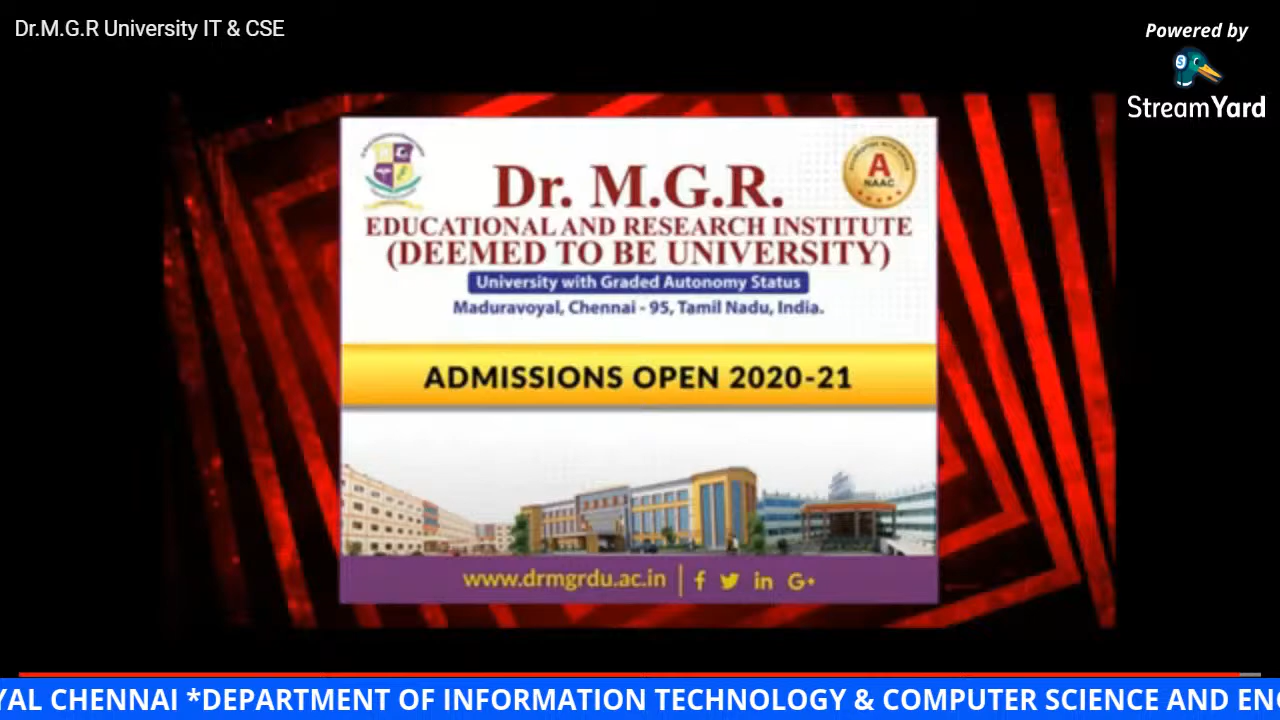 Dr.M.G.R University IT & CSE
Powered by
StreamYard
Dr. M.G.R.
EDUCATIONAL AND RESEARCH INSTITUTE
(DEEMED TO BE UNIVERSITY)
University with Graded Autonomy Status
Maduravoyal, Chennai - 95, Tamil Nadu, India.
A
NAAC
ADMISSIONS OPEN 2020-21
www.drmgrdu.ac.in
YAL CHENNAI *DEPARTMENT OF INFORMATION TECHNOLOGY & COMPUTER SCIENCE AND ENG